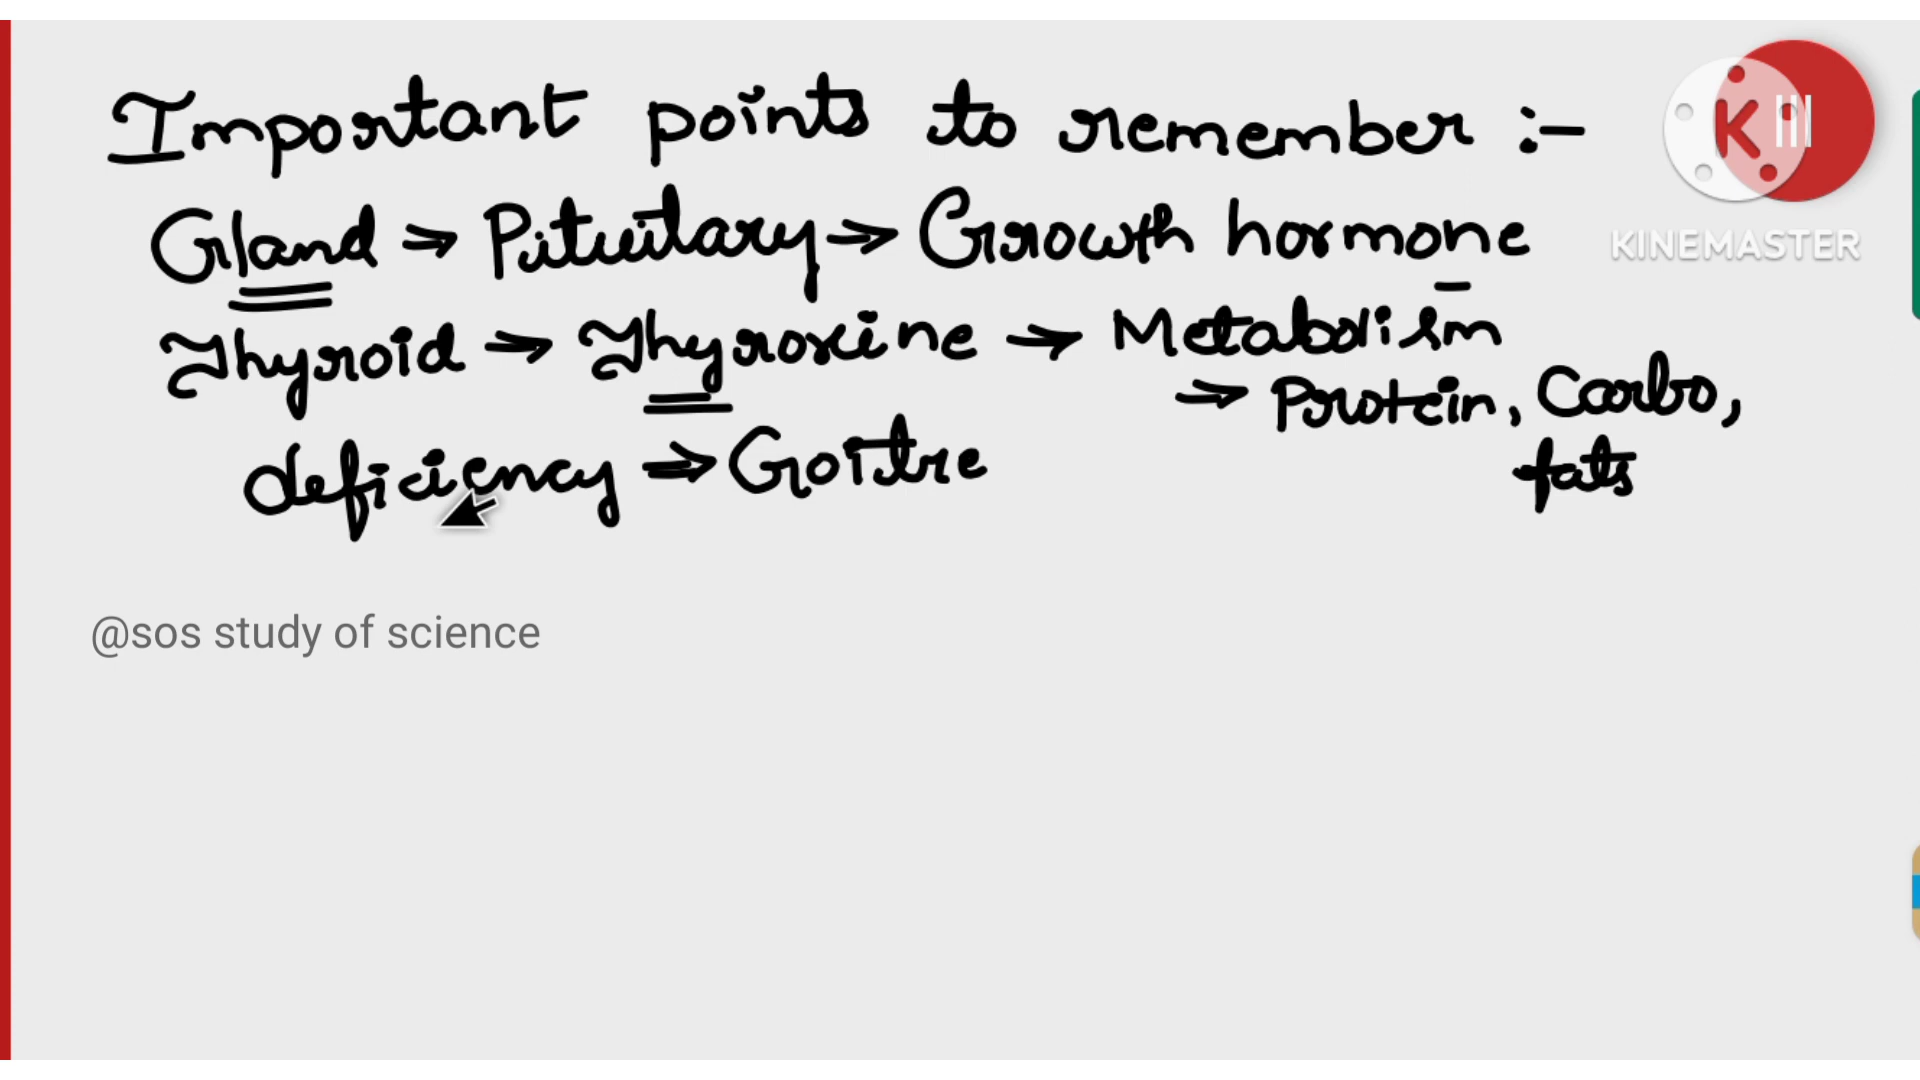 Important points to remember :-
Gland → Pituitary → Growth hormone
Thyroid → Thyroxine → Metabolism
→ Protein, Carbo,
fats
deficiency → Goitre
@sos study of science
KINEMASTER